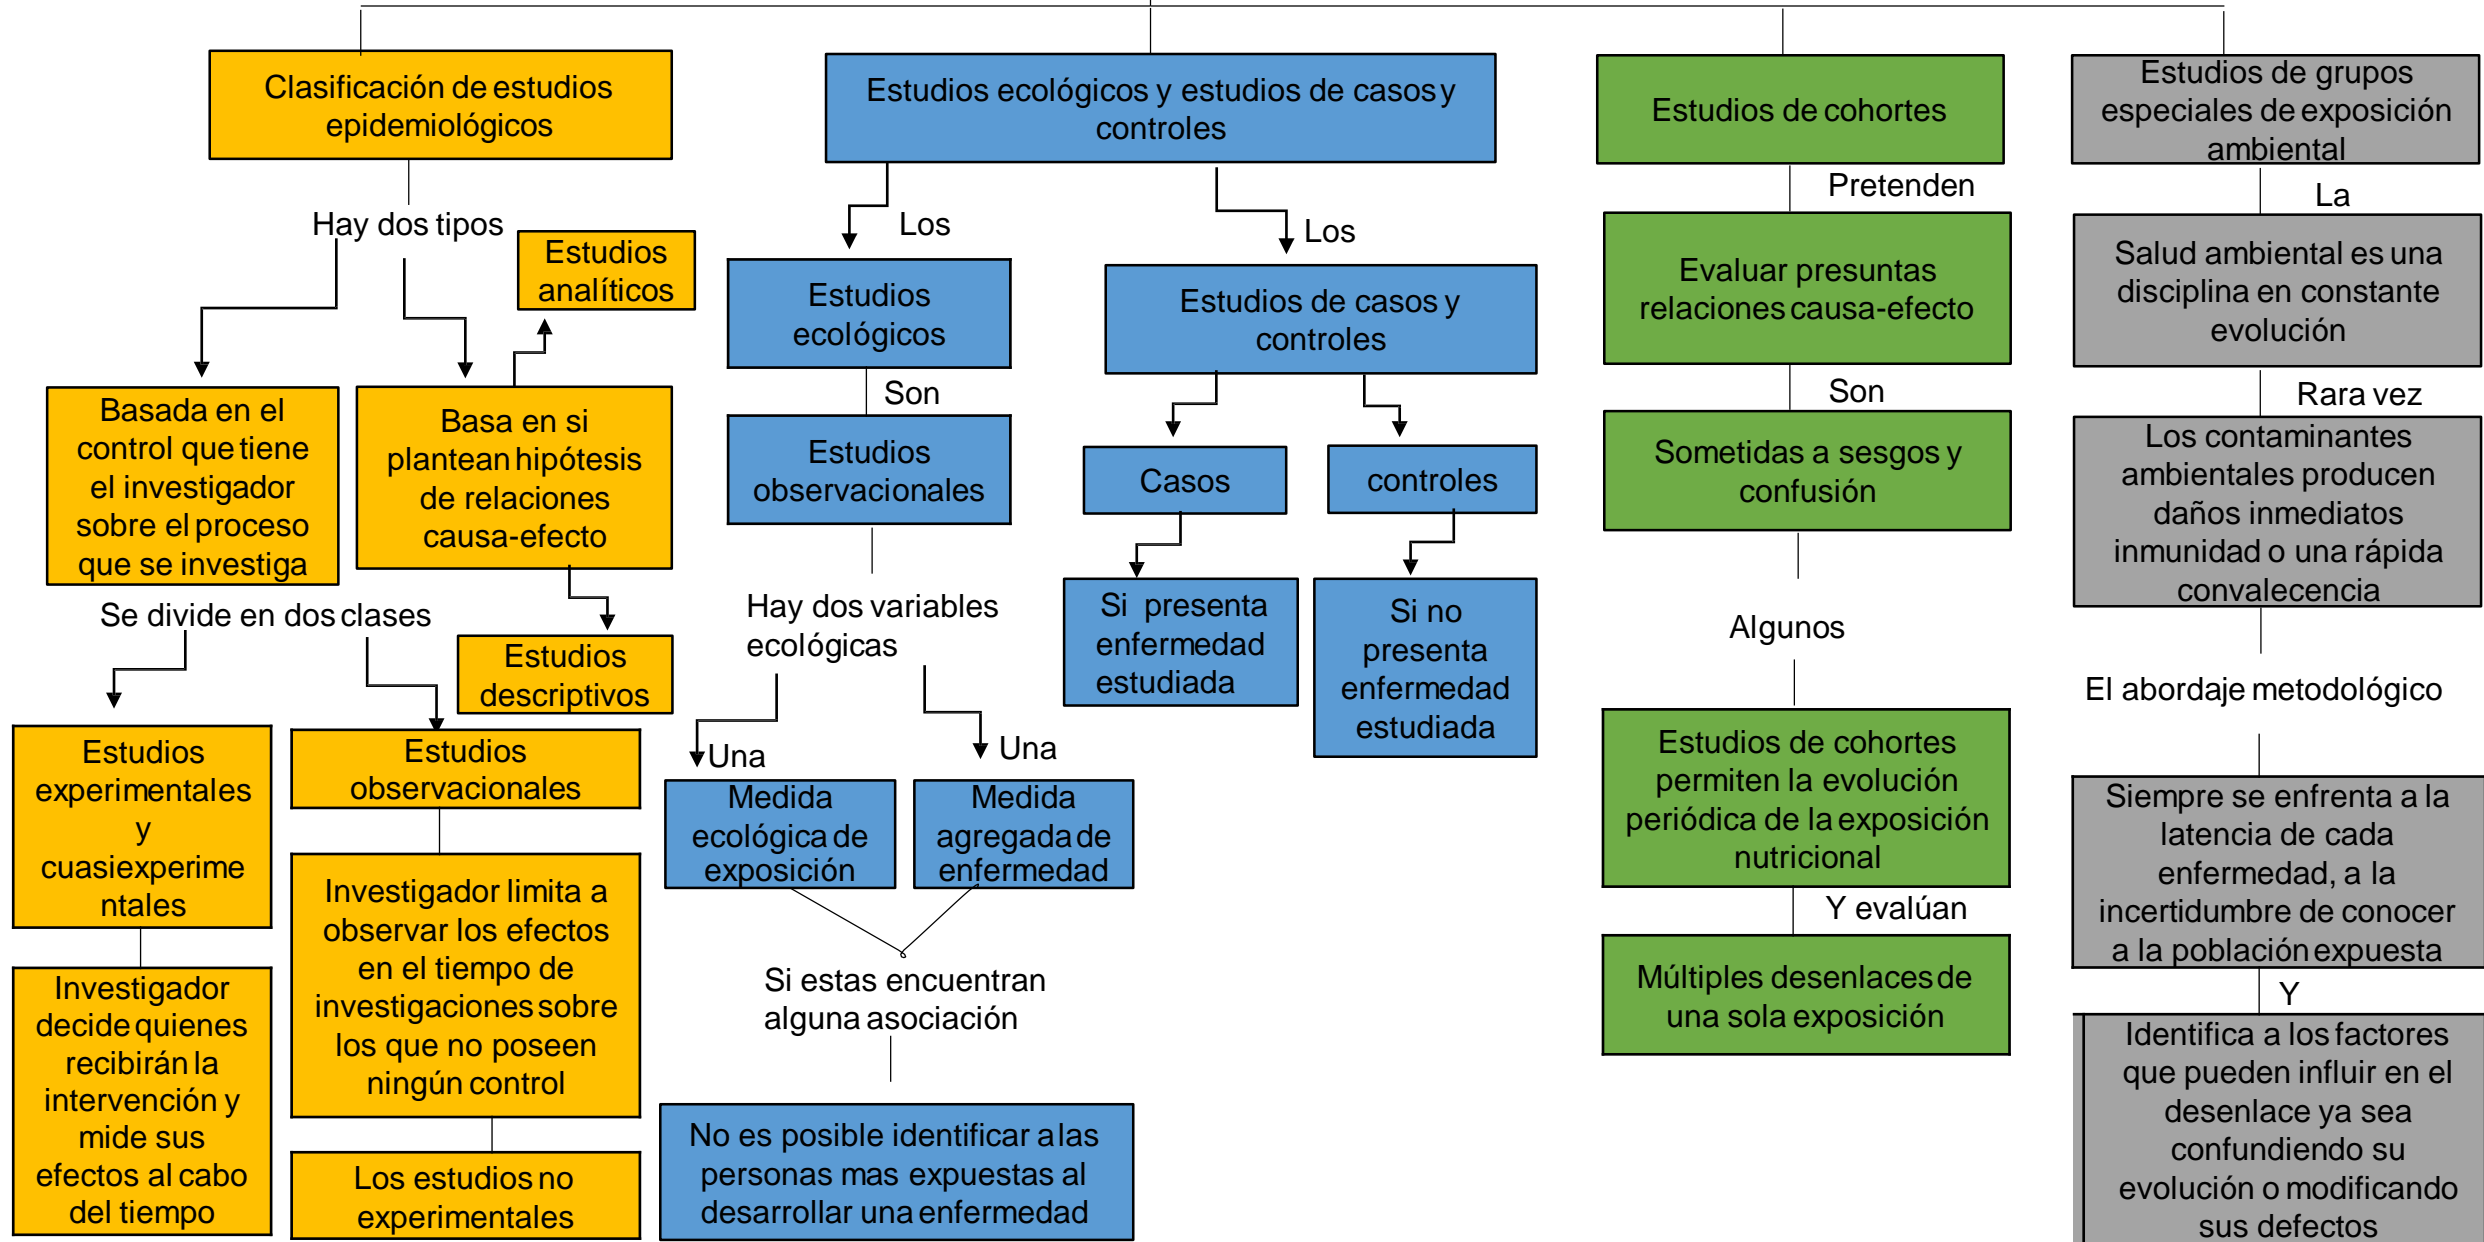 Clasificación de estudios
epidemiológicos
Hay dos tipos
Estudios
analíticos
Basada en el
control que tiene
el investigador
sobre el proceso
que se investiga
Basa en si
plantean hipótesis
de relaciones
causa-efecto
Se divide en dos clases
Estudios
descriptivos
Estudios
experimentales
y
cuasiexperime
ntales
Estudios
observacionales
Investigador
decide quienes
recibirán la
intervención y
mide sus
efectos al cabo
del tiempo
Investigador limita a
observar los efectos
en el tiempo de
investigaciones sobre
los que no poseen
ningún control
Los estudios no
experimentales
Estudios ecológicos y estudios de casos y
controles
Los
Los
Estudios
ecológicos
Son
Estudios
observacionales
Hay dos variables
ecológicas
Una
Una
Medida
ecológica de
exposición
Medida
agregada de
enfermedad
Si estas encuentran
alguna asociación
No es posible identificar a las
personas mas expuestas al
desarrollar una enfermedad
Estudios de casos y
controles
Casos
controles
Si presenta
enfermedad
estudiada
Si no
presenta
enfermedad
estudiada
Estudios de cohortes
Pretenden
Evaluar presuntas
relaciones causa-efecto
Son
Sometidas a sesgos y
confusión
Algunos
Estudios de cohortes
permiten la evolución
periódica de la exposición
nutricional
Y evalúan
Múltiples desenlaces de
una sola exposición
Estudios de grupos
especiales de exposición
ambiental
La
Salud ambiental es una
disciplina en constante
evolución
Rara vez
Los contaminantes
ambientales producen
daños inmediatos
inmunidad o una rápida
convalecencia
El abordaje metodológico
Siempre se enfrenta a la
latencia de cada
enfermedad, a la
incertidumbre de conocer
a la población expuesta
Y
Identifica a los factores
que pueden influir en el
desenlace ya sea
confundiendo su
evolución o modificando
sus defectos